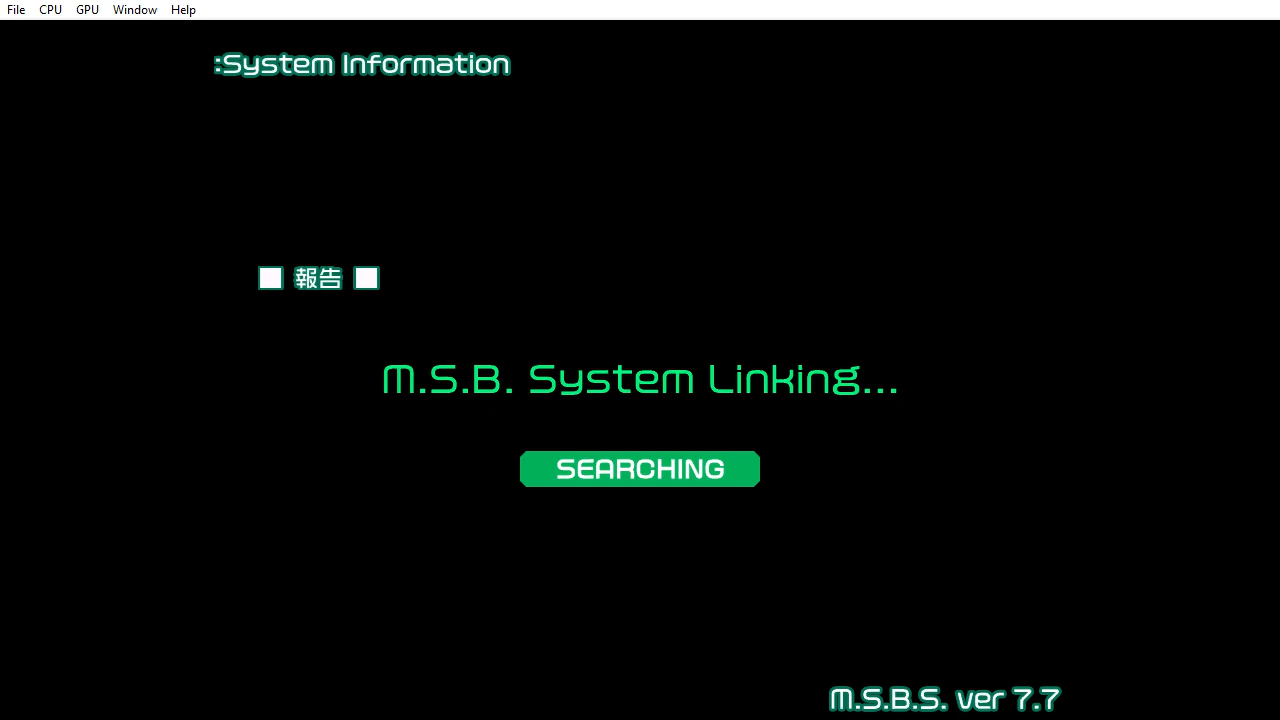 File CPU GPU Window Help
:System Information
■ 報告 ■
M.S.B. System Linking...
SEARCHING
M.S.B.S. ver 7.7